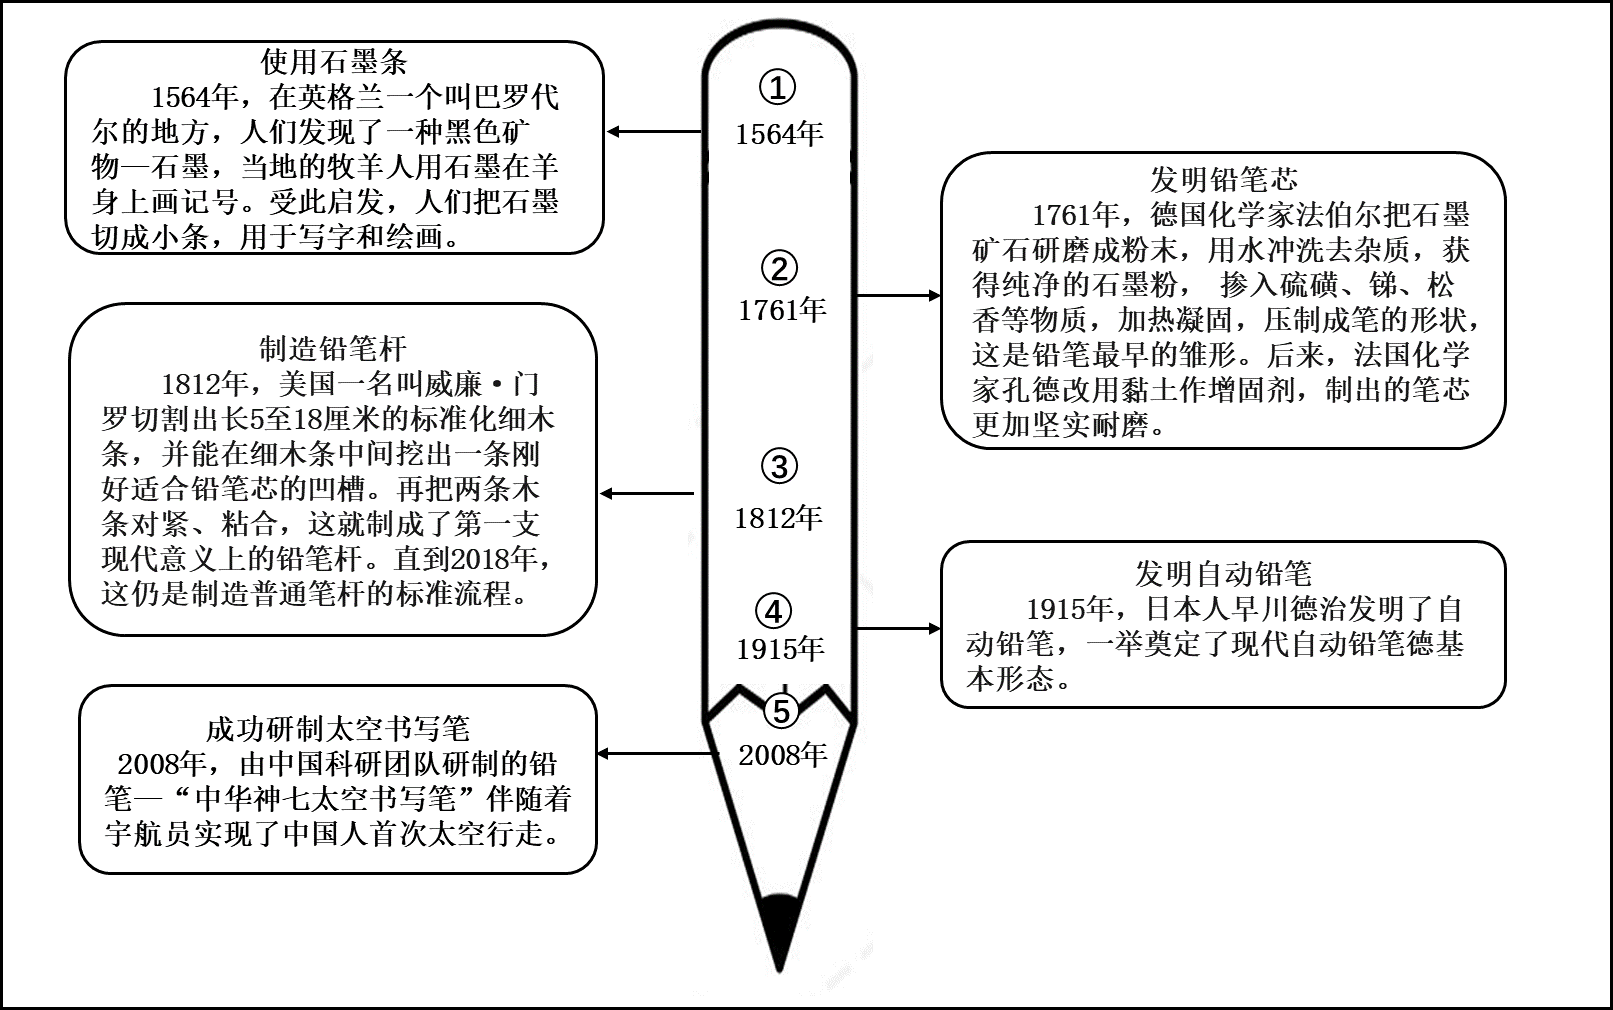 使用石墨条
1564年，在英格兰一个叫巴罗代
尔的地方，人们发现了一种黑色矿
物—石墨，当地的牧羊人用石墨在羊
身上画记号。受此启发，人们把石墨
切成小条，用于写字和绘画。
①
1564年
发明铅笔芯
1761年，德国化学家法伯尔把石墨
矿石研磨成粉末，用水冲洗去杂质，获
得纯净的石墨粉， 掺入硫磺、锑、松
香等物质，加热凝固，压制成笔的形状，
这是铅笔最早的雏形。后来，法国化学
家孔德改用黏土作增固剂，制出的笔芯
更加坚实耐磨。
②
1761年
制造铅笔杆
1812年，美国一名叫威廉·门
罗切割出长5至18厘米的标准化细木
条，并能在细木条中间挖出一条刚
好适合铅笔芯的凹槽。再把两条木
条对紧、粘合，这就制成了第一支
现代意义上的铅笔杆。直到2018年，
这仍是制造普通笔杆的标准流程。
③
1812年
发明自动铅笔
1915年，日本人早川德治发明了自
动铅笔，一举奠定了现代自动铅笔德基
本形态。
④
1915年
成功研制太空书写笔
2008年，由中国科研团队研制的铅
笔—“中华神七太空书写笔”伴随着
宇航员实现了中国人首次太空行走。
⑤
2008年